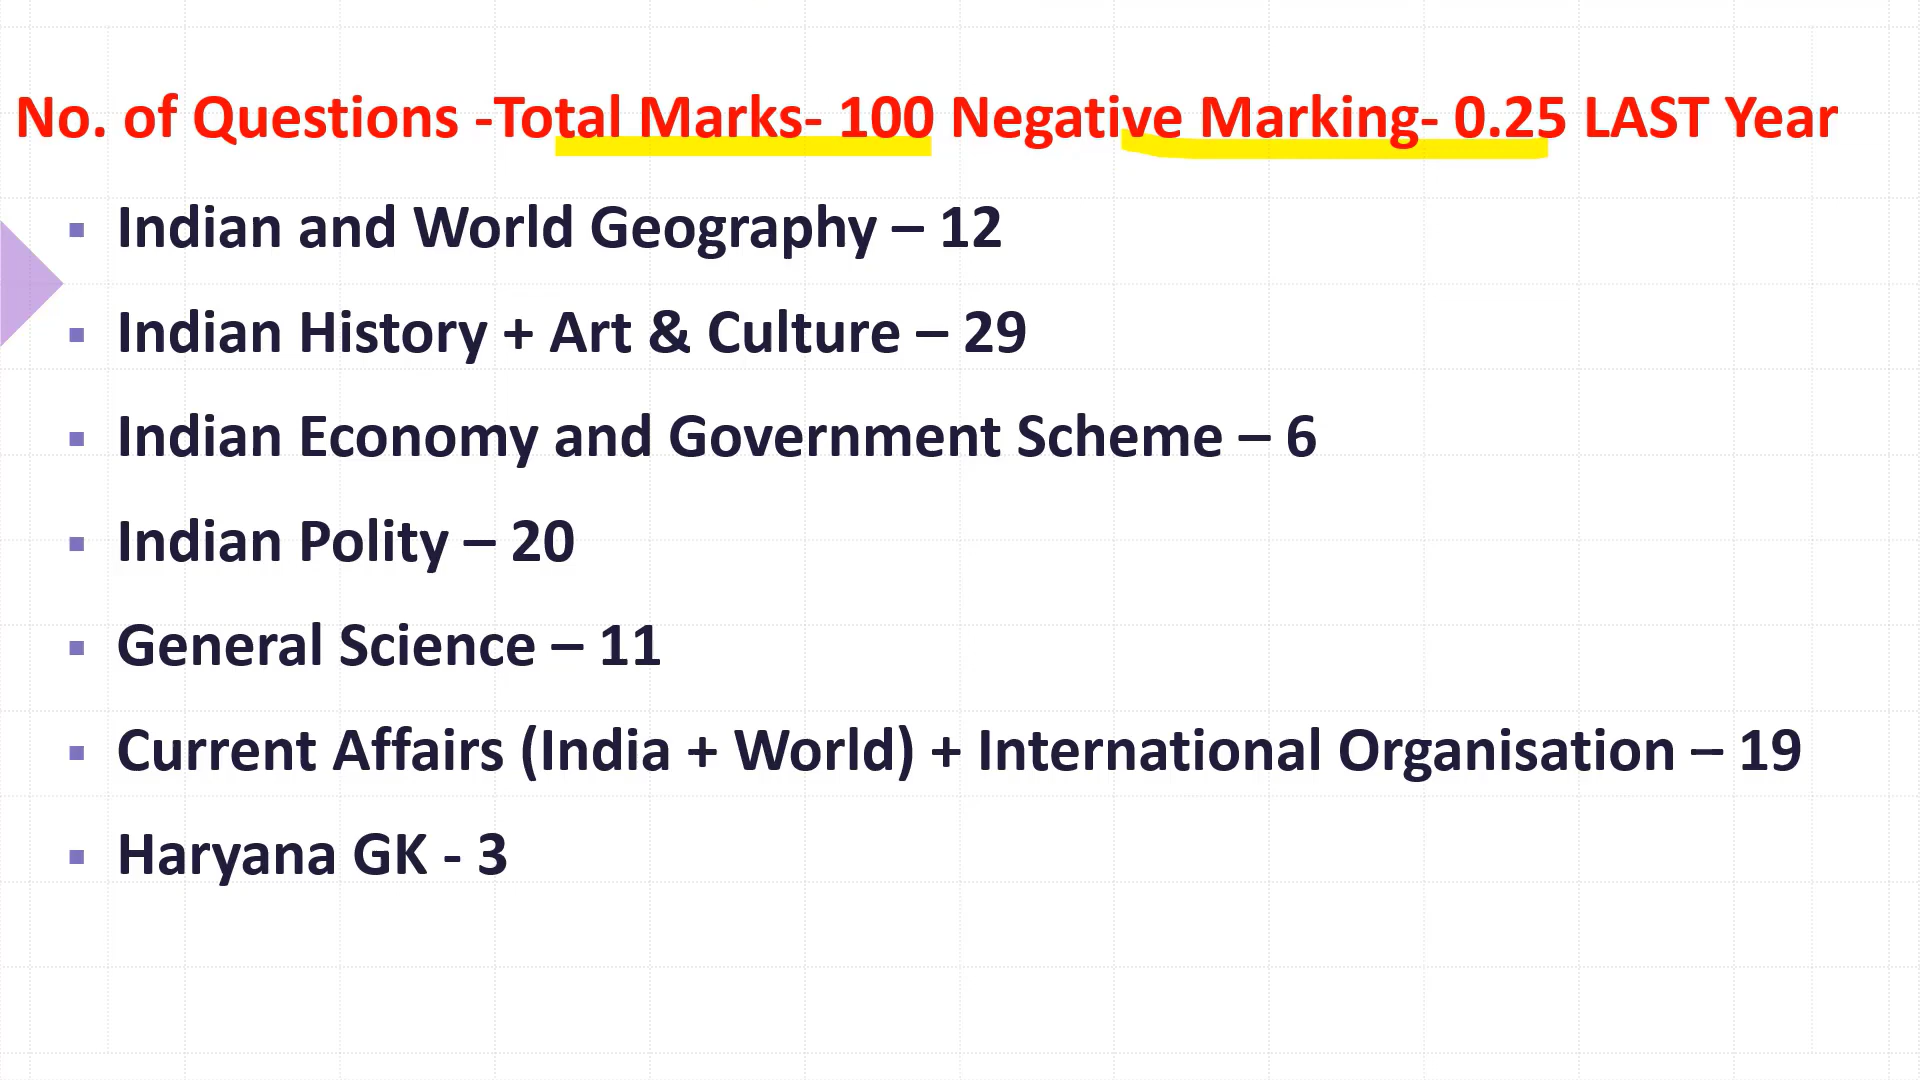 No. of Questions -Total Marks- 100 Negative Marking- 0.25 LAST Year
▪ Indian and World Geography – 12
▪ Indian History + Art & Culture – 29
▪ Indian Economy and Government Scheme – 6
▪ Indian Polity – 20
▪ General Science – 11
▪ Current Affairs (India + World) + International Organisation – 19
▪ Haryana GK - 3